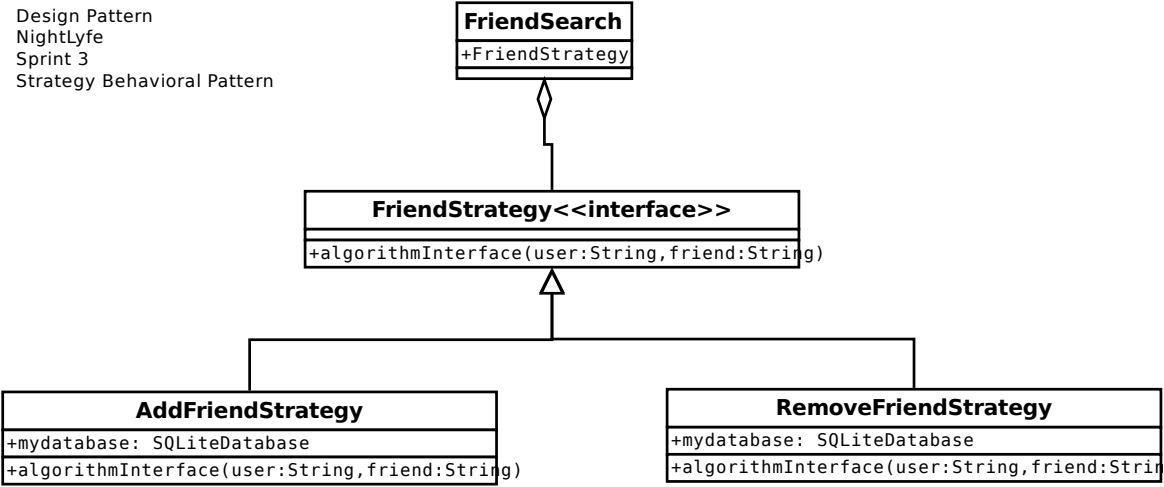 Design Pattern
NightLyfe
Sprint 3
Strategy Behavioral Pattern
FriendSearch
+FriendStrategy
FriendStrategy<<interface>>
+algorithmInterface(user:String,friend:String)
AddFriendStrategy
+mydatabase: SQLiteDatabase
+algorithmInterface(user:String,friend:String)
RemoveFriendStrategy
+mydatabase: SQLiteDatabase
+algorithmInterface(user:String,friend:Strin